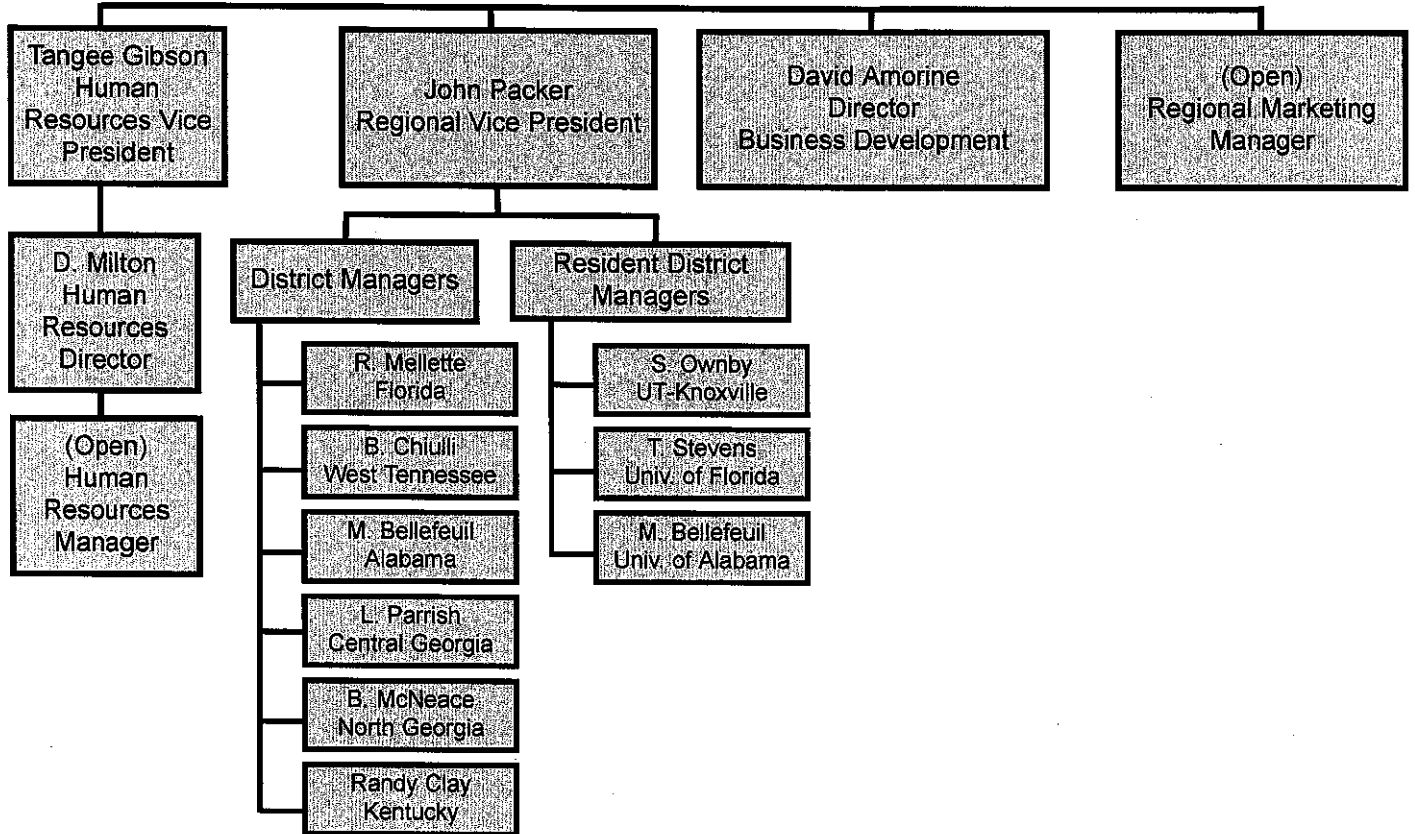 Tangee Gibson
Human
Resources Vice
President
John Packer
Regional Vice President
David Amorine
Director
Business Development
(Open)
Regional Marketing
Manager
D. Milton
Human
Resources
Director
(Open)
Human
Resources
Manager
District Managers
R. Mellette
Florida
B. Chiulli
West Tennessee
M. Bellefeuil
Alabama
L. Parrish
Central Georgia
B. McNeace
North Georgia
Randy Clay
Kentucky
Resident District
Managers
S. Ownby
UT-Knoxville
T. Stevens
Univ. of Florida
M. Bellefeuil
Univ. of Alabama